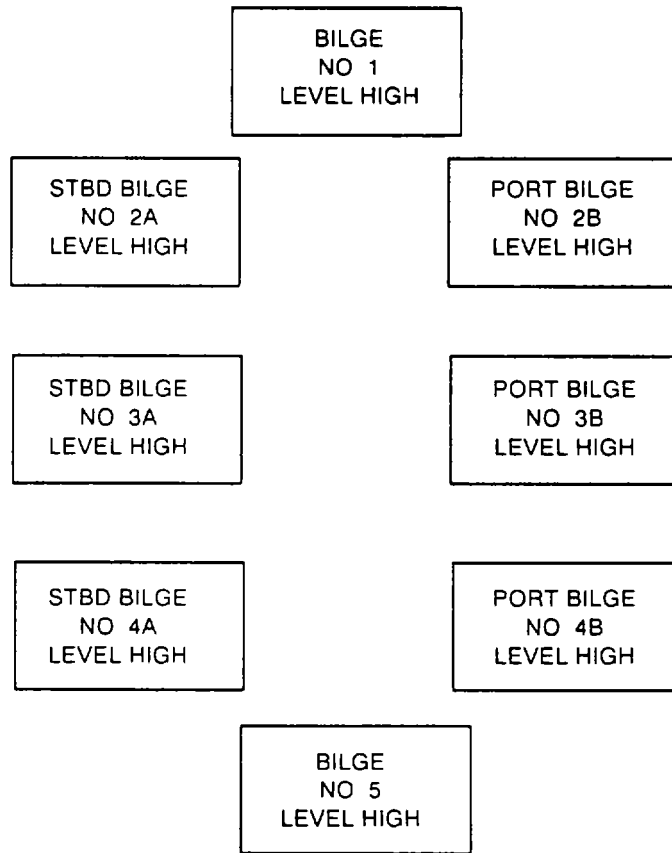 BILGE
NO 1
LEVEL HIGH
STBD BILGE
NO 2A
LEVEL HIGH
PORT BILGE
NO 2B
LEVEL HIGH
STBD BILGE
NO 3A
LEVEL HIGH
PORT BILGE
NO 3B
LEVEL HIGH
STBD BILGE
NO 4A
LEVEL HIGH
PORT BILGE
NO 4B
LEVEL HIGH
BILGE
NO 5
LEVEL HIGH